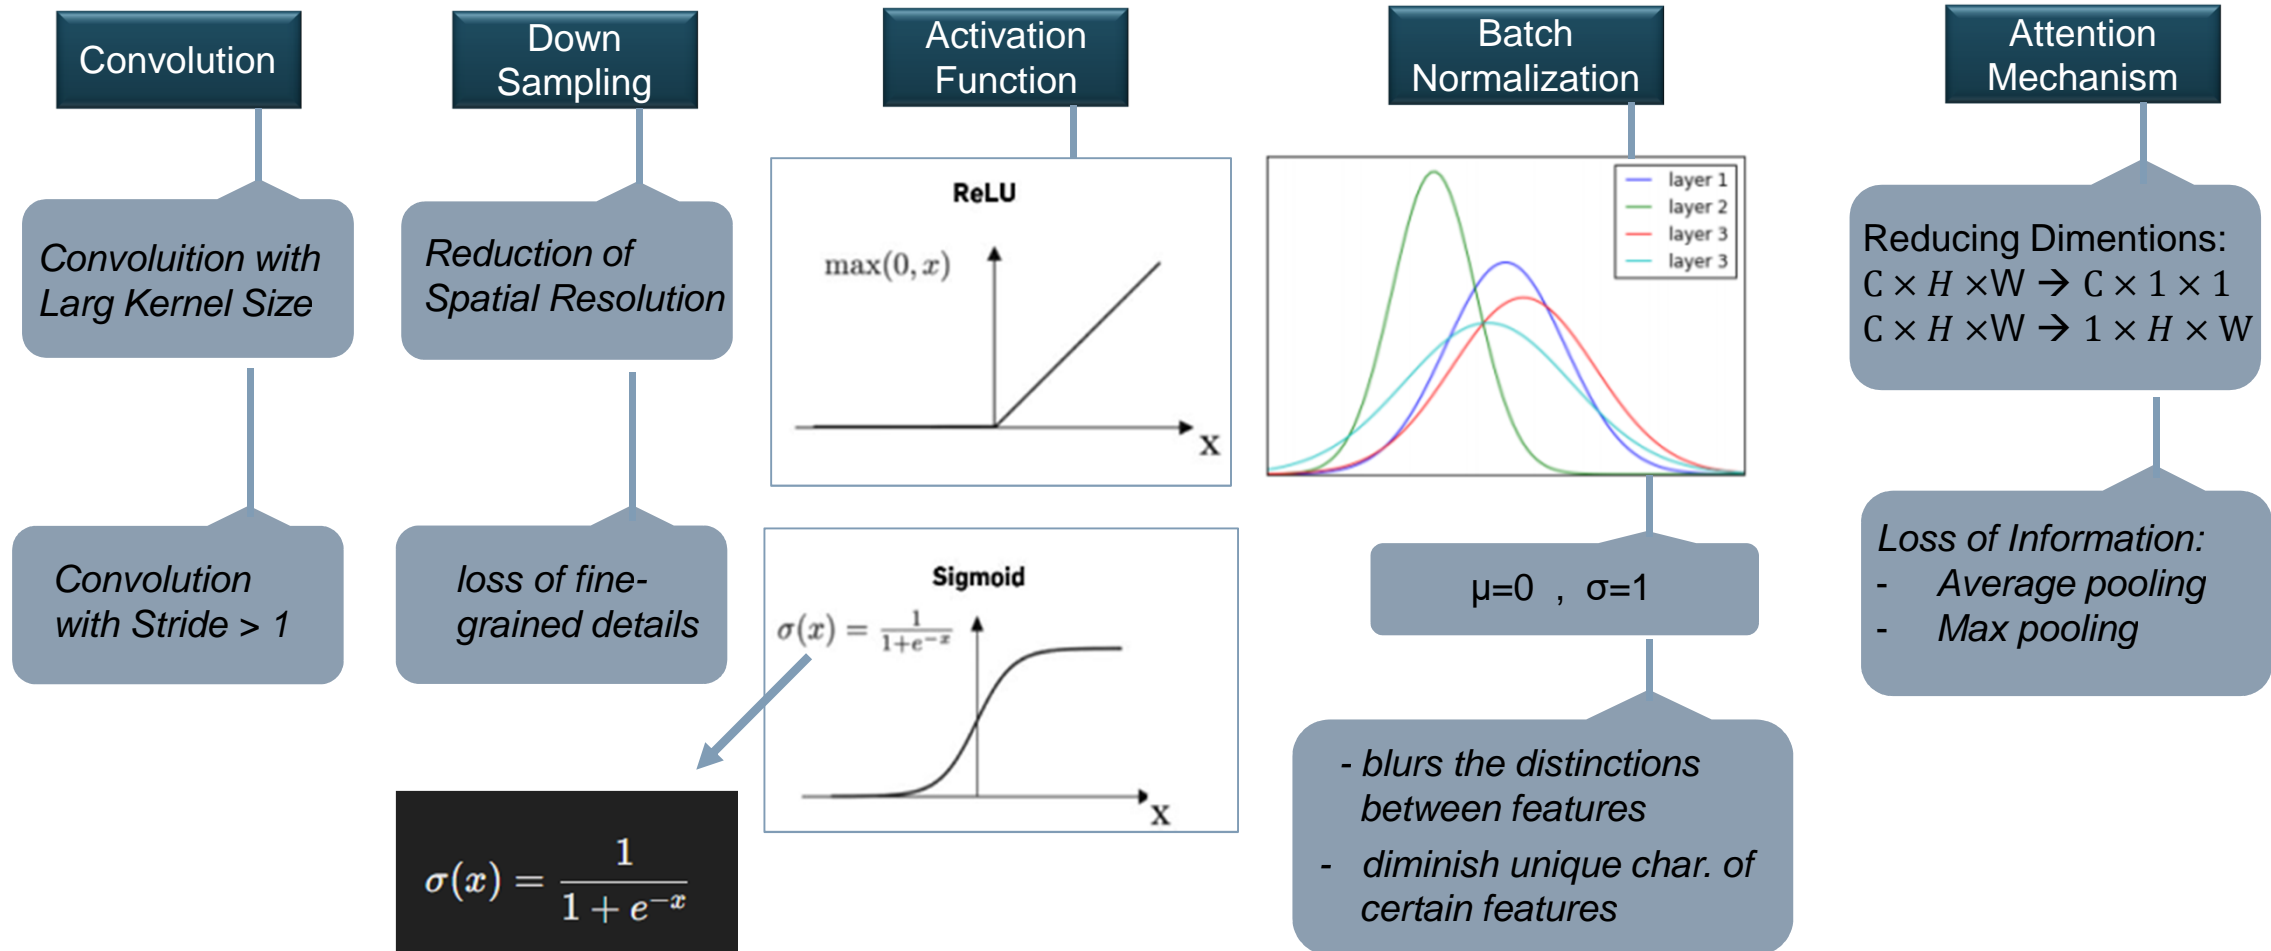 Convolution
Convoluition with
Larg Kernel Size
Convolution
with Stride > 1
Down
Sampling
Reduction of
Spatial Resolution
loss of fine-
grained details
Activation
Function
ReLU
max(0, x)
x
Sigmoid
σ(x) = 1/(1+e^{-x})
x
σ(x) = 1/(1 + e^{-x})
Batch
Normalization
layer 1
layer 2
layer 3
layer 3
μ=0 , σ=1
- blurs the distinctions
between features
- diminish unique char. of
certain features
Attention
Mechanism
Reducing Dimentions:
C × H ×W → C × 1 × 1
C × H ×W → 1 × H × W
Loss of Information:
- Average pooling
- Max pooling